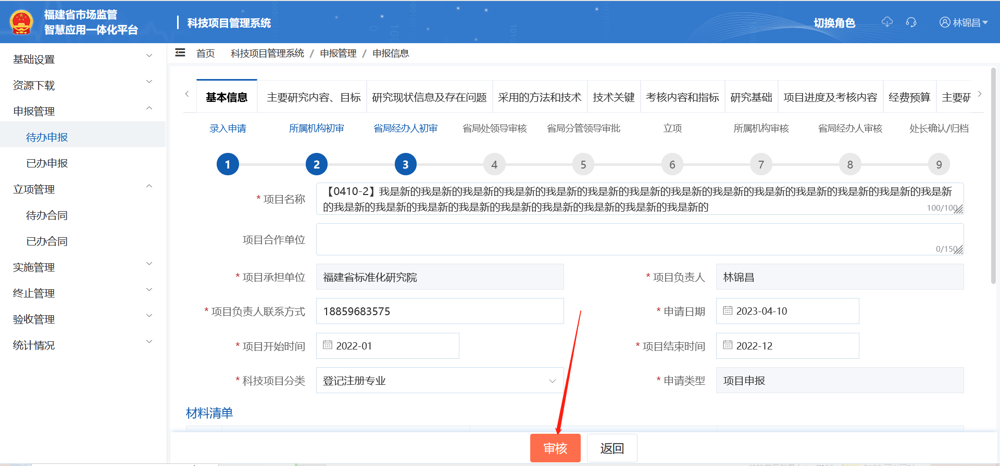 福建省市场监管
智慧应用一体化平台
科技项目管理系统
切换角色
林锦昌
基础设置
资源下载
申报管理
待办申报
已办申报
立项管理
待办合同
已办合同
实施管理
终止管理
验收管理
统计情况
首页 科技项目管理系统 / 申报管理 / 申报信息
基本信息 主要研究内容、目标 研究现状信息及存在问题 采用的方法和技术 技术关键 考核内容和指标 研究基础 项目进度及考核内容 经费预算 主要研
录入申请 所属机构初审 省局经办人初审 省局处领导审核 省局分管领导审批 立项 所属机构审核 省局经办人审核 处长确认/归档
1 2 3 4 5 6 7 8 9
* 项目名称
【0410-2】我是新的我是新的我是新的我是新的我是新的我是新的我是新的我是新的我是新的我是新的我是新的我是新的我是新的我是新
的我是新的我是新的我是新的我是新的我是新的我是新的我是新的我是新的我是新的
100/100
项目合作单位
0/150
* 项目承担单位 福建省标准化研究院
* 项目负责人 林锦昌
* 项目负责人联系方式 18859683575
* 申请日期 2023-04-10
* 项目开始时间 2022-01
* 项目结束时间 2022-12
* 科技项目分类 登记注册专业
* 申请类型 项目申报
材料清单
审核 返回